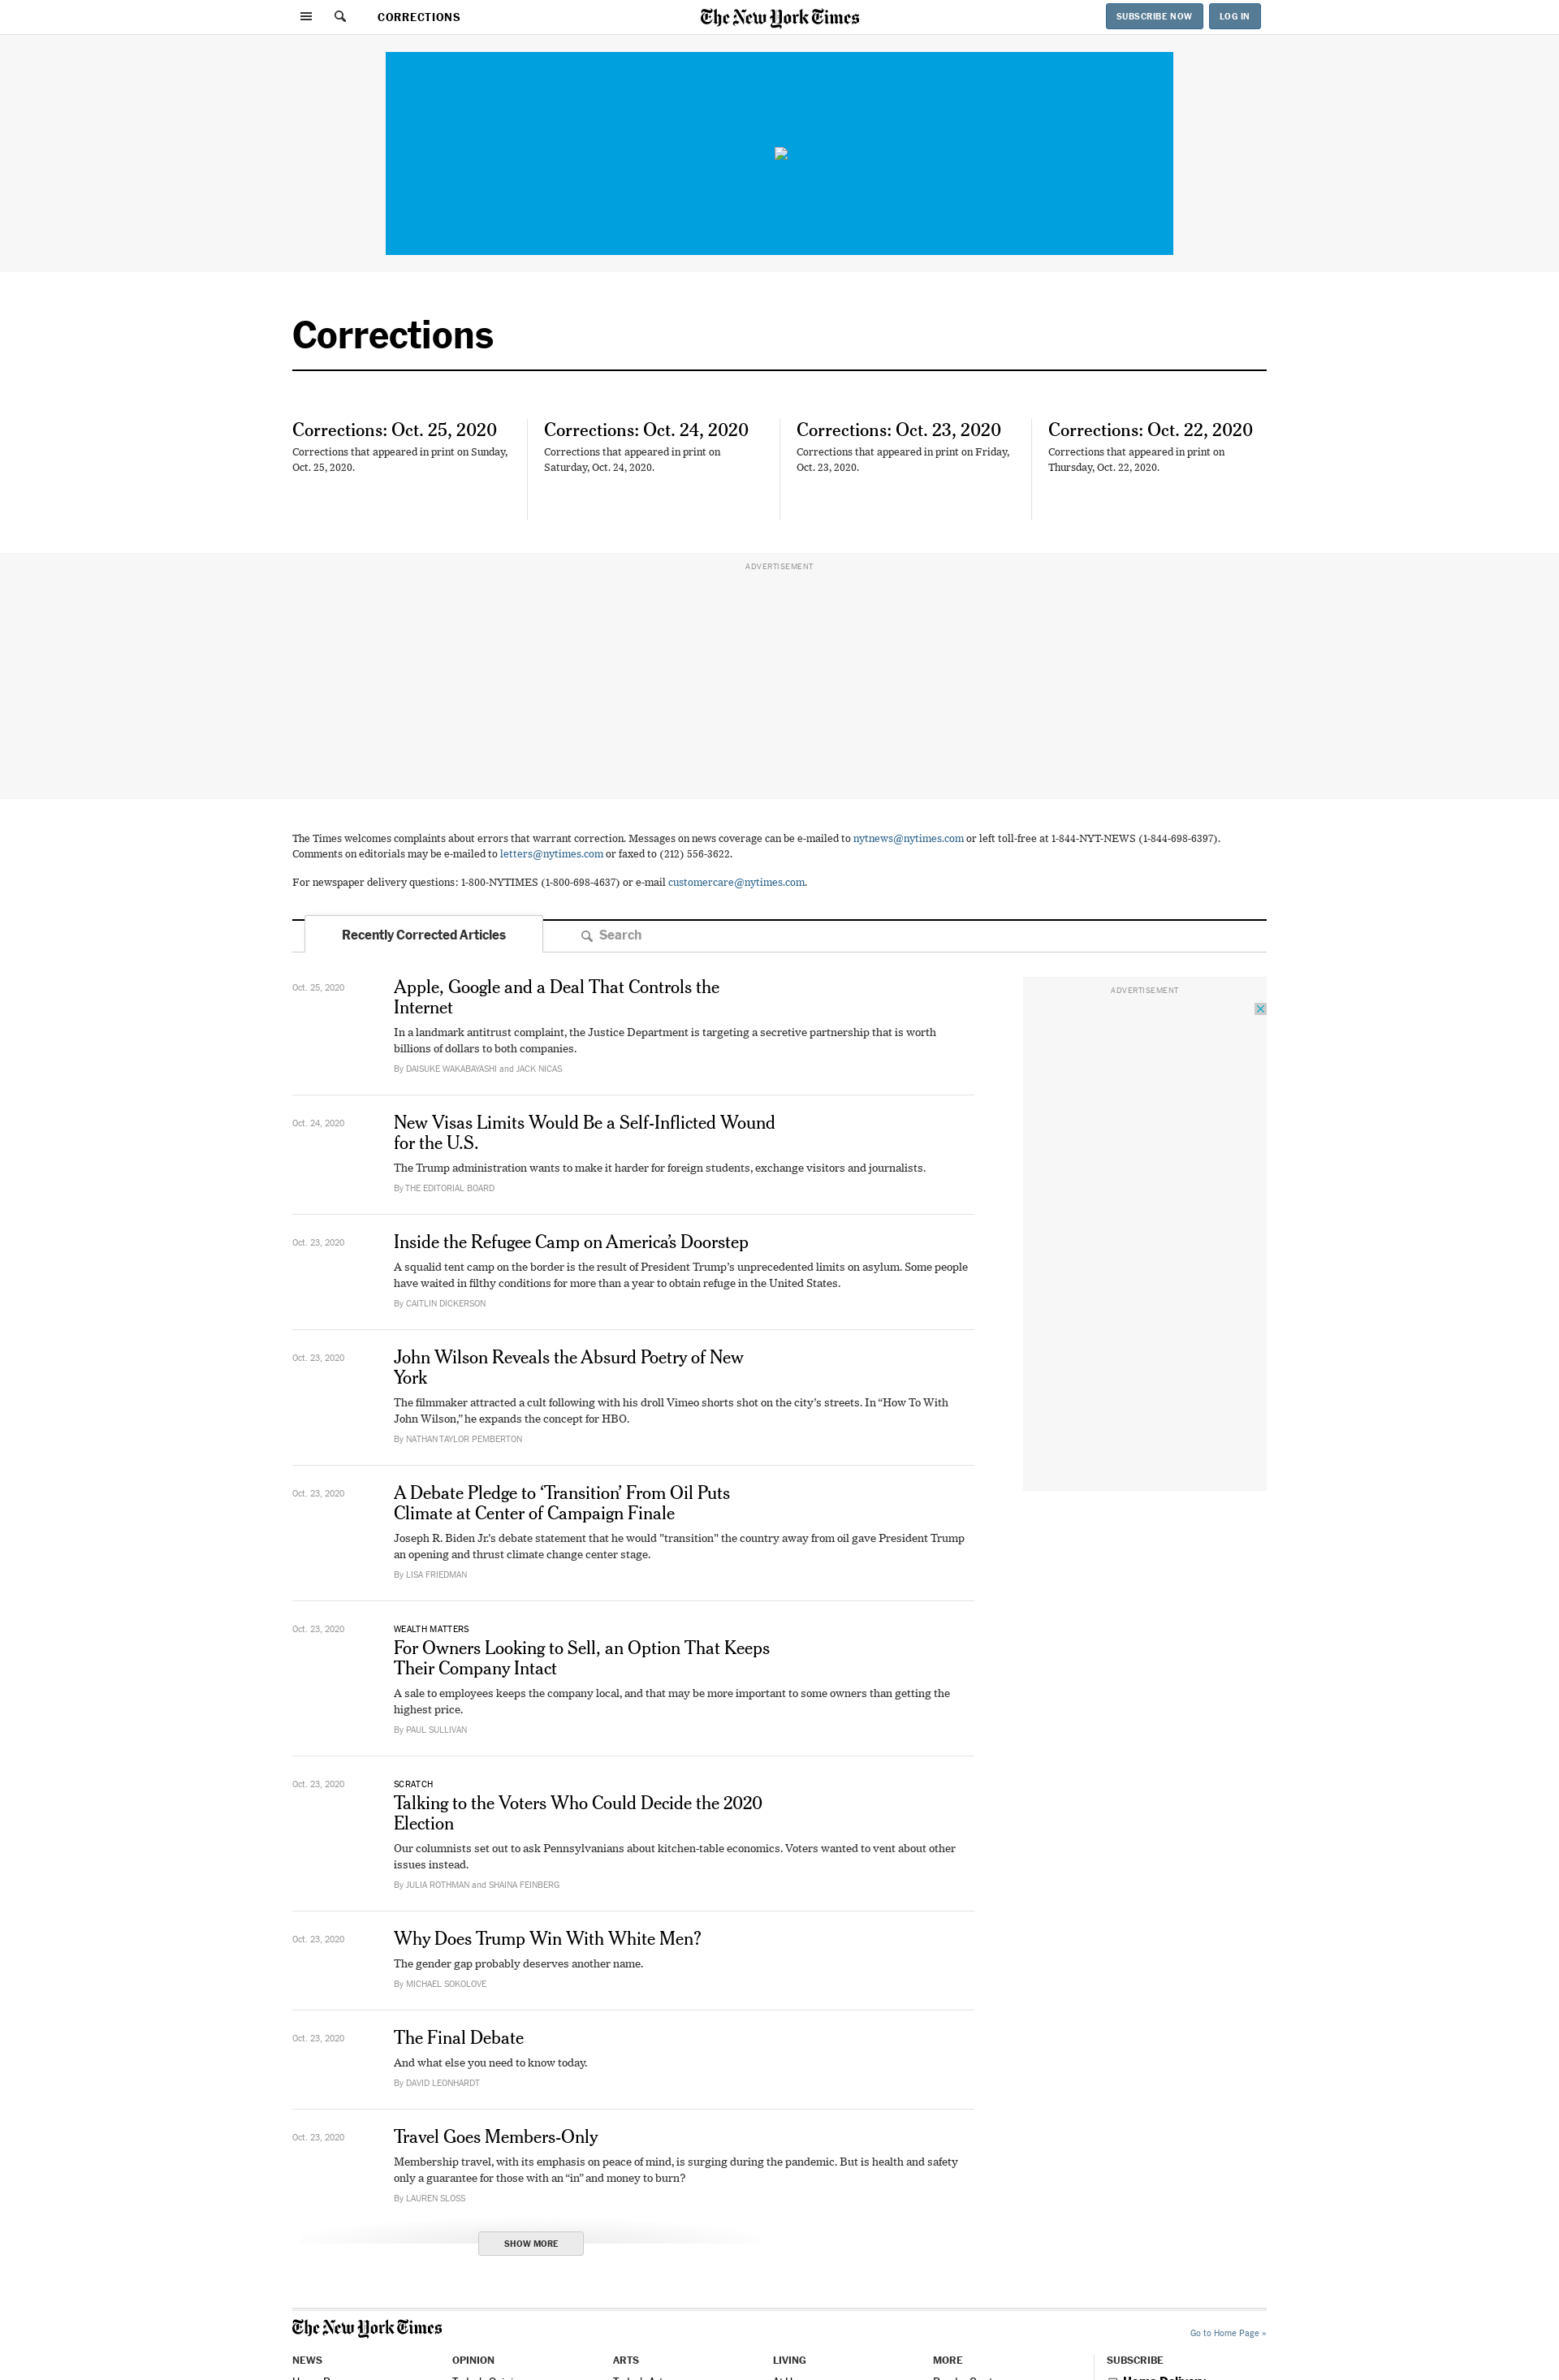 CORRECTIONS
The New York Times
SUBSCRIBE NOW
LOG IN
Corrections
Corrections: Oct. 25, 2020
Corrections that appeared in print on Sunday,
Oct. 25, 2020.
Corrections: Oct. 24, 2020
Corrections that appeared in print on
Saturday, Oct. 24, 2020.
Corrections: Oct. 23, 2020
Corrections that appeared in print on Friday,
Oct. 23, 2020.
Corrections: Oct. 22, 2020
Corrections that appeared in print on
Thursday, Oct. 22, 2020.
ADVERTISEMENT
The Times welcomes complaints about errors that warrant correction. Messages on news coverage can be e-mailed to nytnews@nytimes.com or left toll-free at 1-844-NYT-NEWS (1-844-698-6397).
Comments on editorials may be e-mailed to letters@nytimes.com or faxed to (212) 556-3622.
For newspaper delivery questions: 1-800-NYTIMES (1-800-698-4637) or e-mail customercare@nytimes.com.
Recently Corrected Articles
Search
Oct. 25, 2020
Apple, Google and a Deal That Controls the
Internet
In a landmark antitrust complaint, the Justice Department is targeting a secretive partnership that is worth
billions of dollars to both companies.
By DAISUKE WAKABAYASHI and JACK NICAS
ADVERTISEMENT
Oct. 24, 2020
New Visas Limits Would Be a Self-Inflicted Wound
for the U.S.
The Trump administration wants to make it harder for foreign students, exchange visitors and journalists.
By THE EDITORIAL BOARD
Oct. 23, 2020
Inside the Refugee Camp on America’s Doorstep
A squalid tent camp on the border is the result of President Trump’s unprecedented limits on asylum. Some people
have waited in filthy conditions for more than a year to obtain refuge in the United States.
By CAITLIN DICKERSON
Oct. 23, 2020
John Wilson Reveals the Absurd Poetry of New
York
The filmmaker attracted a cult following with his droll Vimeo shorts shot on the city’s streets. In “How To With
John Wilson,” he expands the concept for HBO.
By NATHAN TAYLOR PEMBERTON
Oct. 23, 2020
A Debate Pledge to ‘Transition’ From Oil Puts
Climate at Center of Campaign Finale
Joseph R. Biden Jr.'s debate statement that he would "transition" the country away from oil gave President Trump
an opening and thrust climate change center stage.
By LISA FRIEDMAN
Oct. 23, 2020
WEALTH MATTERS
For Owners Looking to Sell, an Option That Keeps
Their Company Intact
A sale to employees keeps the company local, and that may be more important to some owners than getting the
highest price.
By PAUL SULLIVAN
Oct. 23, 2020
SCRATCH
Talking to the Voters Who Could Decide the 2020
Election
Our columnists set out to ask Pennsylvanians about kitchen-table economics. Voters wanted to vent about other
issues instead.
By JULIA ROTHMAN and SHAINA FEINBERG
Oct. 23, 2020
Why Does Trump Win With White Men?
The gender gap probably deserves another name.
By MICHAEL SOKOLOVE
Oct. 23, 2020
The Final Debate
And what else you need to know today.
By DAVID LEONHARDT
Oct. 23, 2020
Travel Goes Members-Only
Membership travel, with its emphasis on peace of mind, is surging during the pandemic. But is health and safety
only a guarantee for those with an “in” and money to burn?
By LAUREN SLOSS
SHOW MORE
The New York Times
Go to Home Page »
NEWS
OPINION
ARTS
LIVING
MORE
SUBSCRIBE
Home Delivery